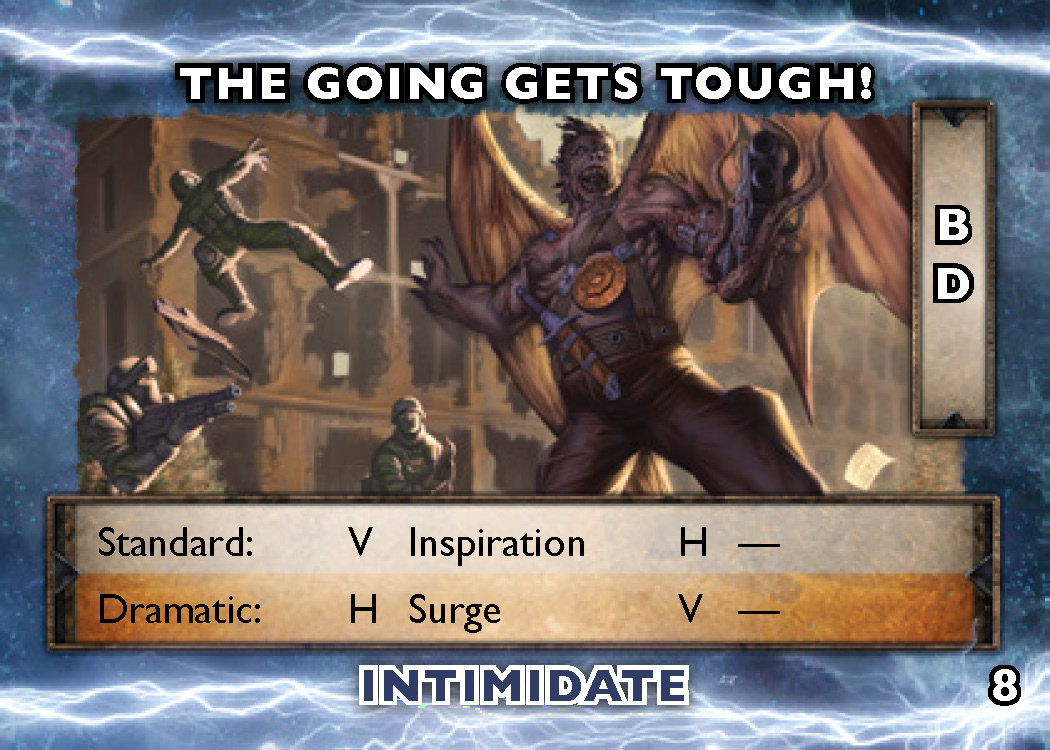 THE GOING GETS TOUGH!
B
D
Standard: V Inspiration H —
Dramatic: H Surge V —
INTIMIDATE
8